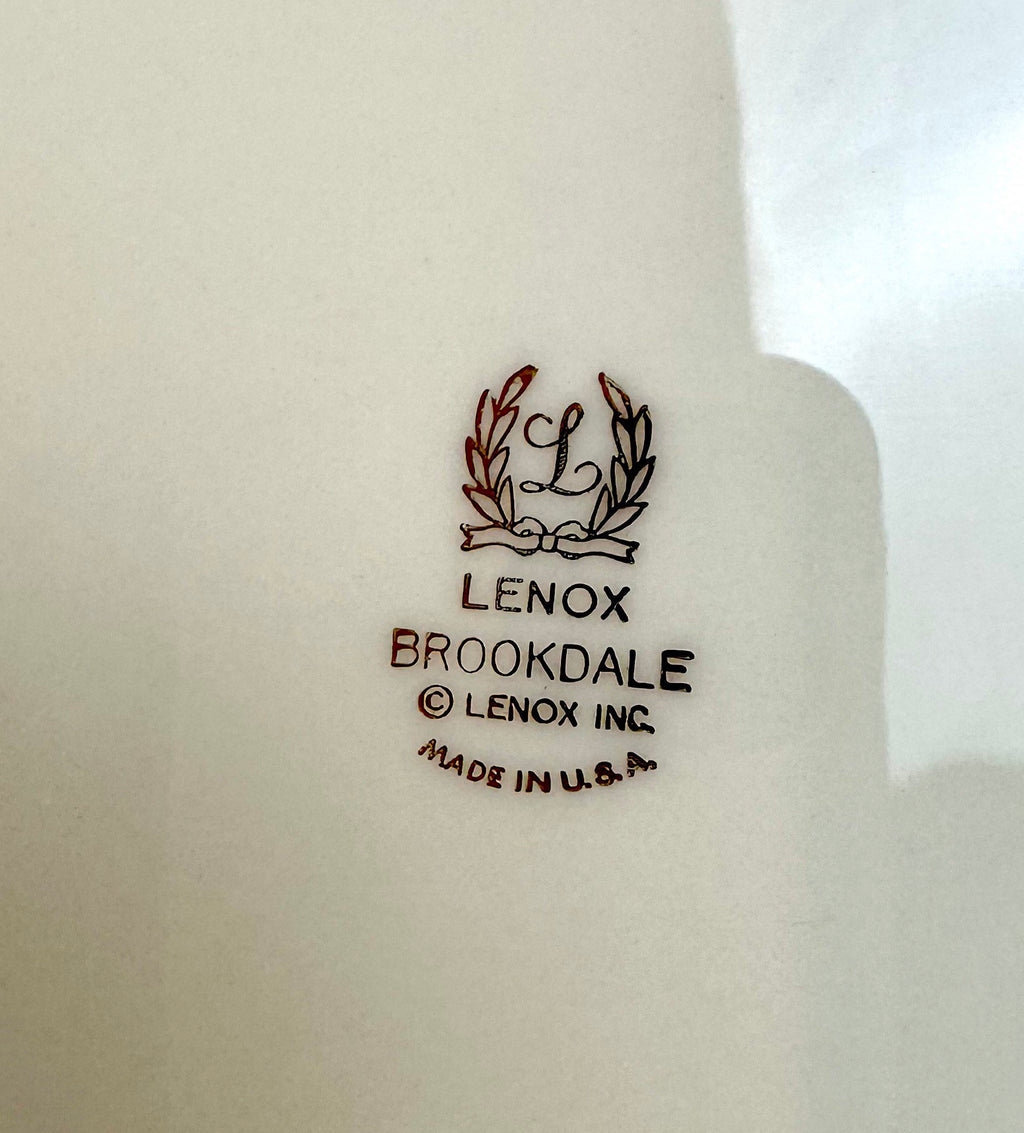 L
LENOX
BROOKDALE
© LENOX INC.
MADE IN U.S.A.